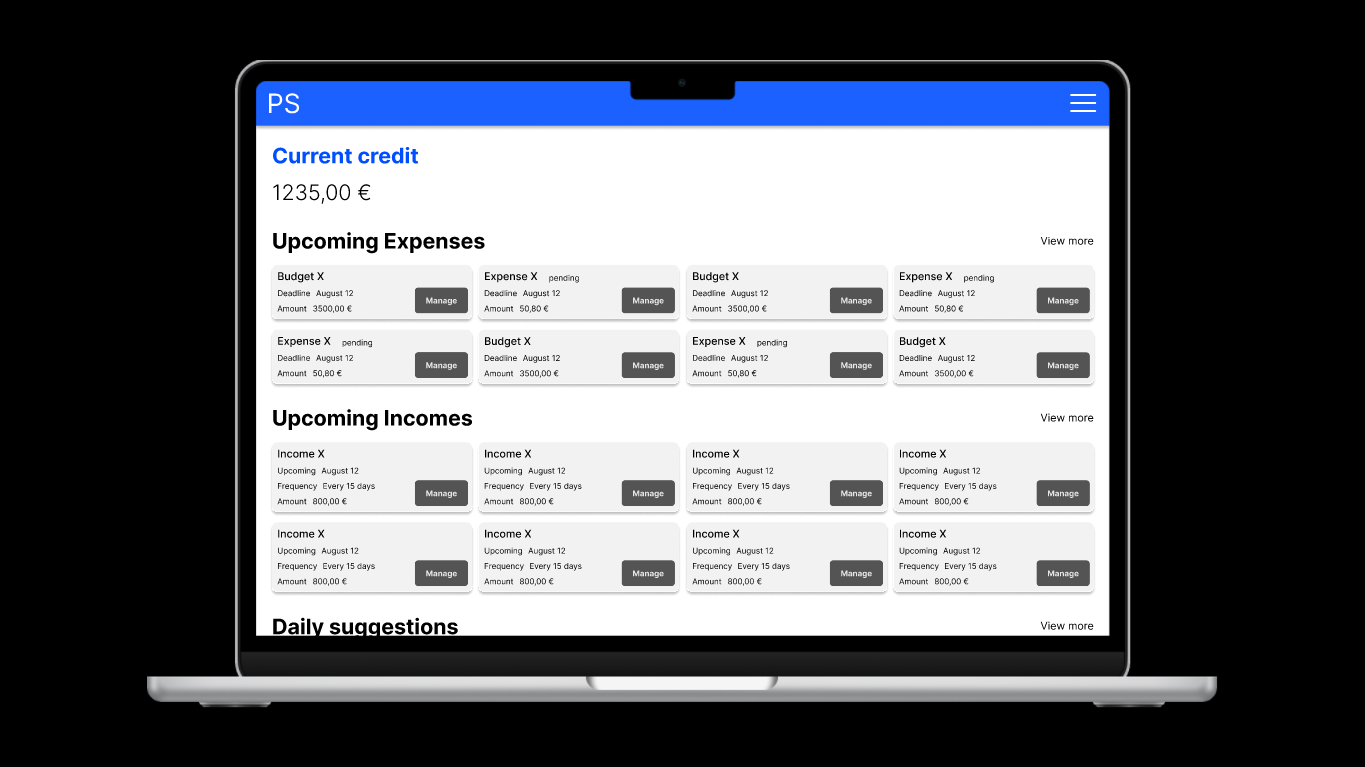 PS
Current credit
1235,00 €
Upcoming Expenses View more
Budget X
Deadline August 12
Amount 3500,00 €
Manage
Expense X pending
Deadline August 12
Amount 50,80 €
Manage
Budget X
Deadline August 12
Amount 3500,00 €
Manage
Expense X pending
Deadline August 12
Amount 50,80 €
Manage
Expense X pending
Deadline August 12
Amount 50,80 €
Manage
Budget X
Deadline August 12
Amount 3500,00 €
Manage
Expense X pending
Deadline August 12
Amount 50,80 €
Manage
Budget X
Deadline August 12
Amount 3500,00 €
Manage
Upcoming Incomes View more
Income X
Upcoming August 12
Frequency Every 15 days
Amount 800,00 €
Manage
Income X
Upcoming August 12
Frequency Every 15 days
Amount 800,00 €
Manage
Income X
Upcoming August 12
Frequency Every 15 days
Amount 800,00 €
Manage
Income X
Upcoming August 12
Frequency Every 15 days
Amount 800,00 €
Manage
Income X
Upcoming August 12
Frequency Every 15 days
Amount 800,00 €
Manage
Income X
Upcoming August 12
Frequency Every 15 days
Amount 800,00 €
Manage
Income X
Upcoming August 12
Frequency Every 15 days
Amount 800,00 €
Manage
Income X
Upcoming August 12
Frequency Every 15 days
Amount 800,00 €
Manage
Daily suggestions View more